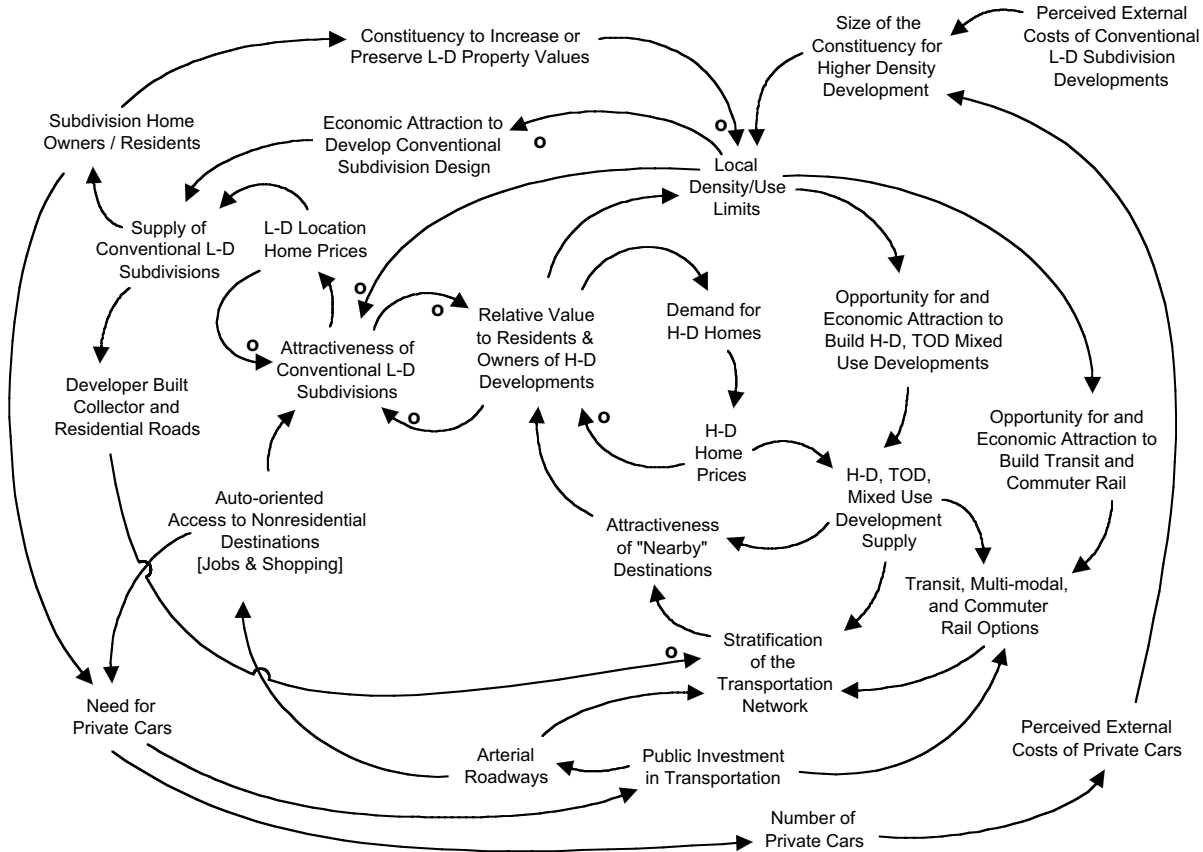 Constituency to Increase or
Preserve L-D Property Values
Size of the
Constituency for
Higher Density
Development
Perceived External
Costs of Conventional
L-D Subdivision
Developments
Subdivision Home
Owners / Residents
Economic Attraction to
Develop Conventional
Subdivision Design
o
o
Local
Density/Use
Limits
Supply of
Conventional L-D
Subdivisions
L-D Location
Home Prices
o
o
o
Attractiveness of
Conventional L-D
Subdivisions
o
Relative Value
to Residents &
Owners of H-D
Developments
o
Demand for
H-D Homes
Opportunity for and
Economic Attraction to
Build H-D, TOD Mixed
Use Developments
Developer Built
Collector and
Residential Roads
H-D
Home
Prices
Opportunity for and
Economic Attraction to
Build Transit and
Commuter Rail
H-D, TOD,
Mixed Use
Development
Supply
Auto-oriented
Access to Nonresidential
Destinations
[Jobs & Shopping]
Attractiveness
of "Nearby"
Destinations
Transit, Multi-modal,
and Commuter
Rail Options
o
Stratification
of the
Transportation
Network
Need for
Private Cars
Arterial
Roadways
Public Investment
in Transportation
Perceived External
Costs of Private Cars
Number of
Private Cars